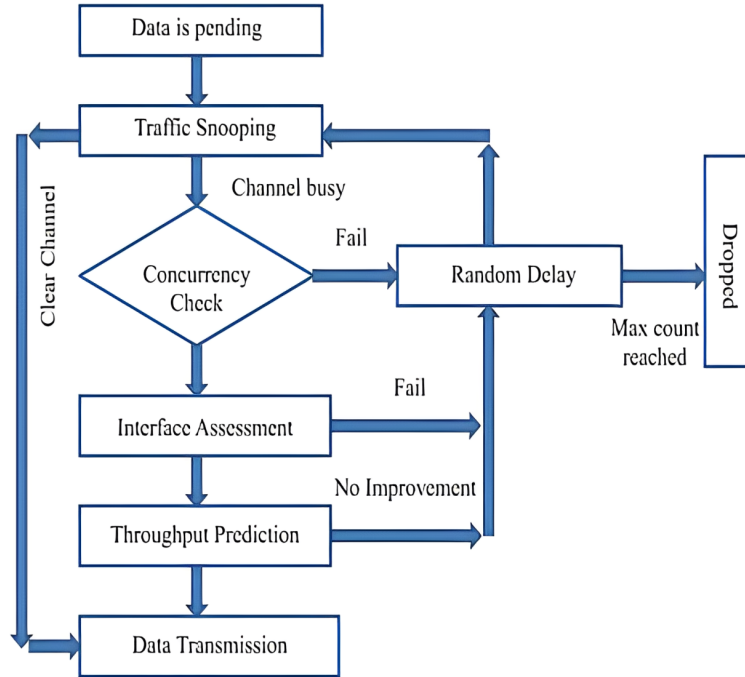 Data is pending
Traffic Snooping
Channel busy
Clear Channel
Concurrency
Check
Fail
Random Delay
Dropped
Max count
reached
Interface Assessment
Fail
No Improvement
Throughput Prediction
Data Transmission